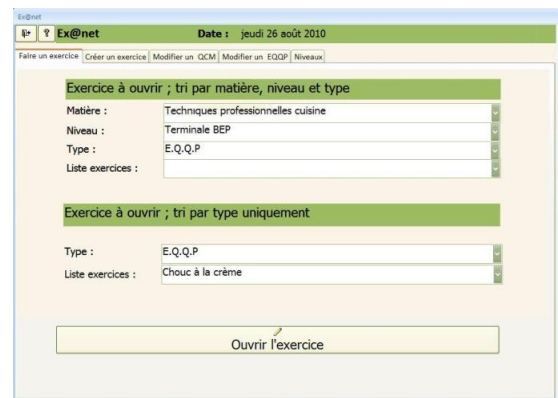 Ex@net
? Ex@net Date : jeudi 26 août 2010
Faire un exercice Créer un exercice Modifier un QCM Modifier un EQQP Niveaux
Exercice à ouvrir ; tri par matière, niveau et type
Matière : Techniques professionnelles cuisine
Niveau : Terminale BEP
Type : E.Q.Q.P
Liste exercices :
Exercice à ouvrir ; tri par type uniquement
Type : E.Q.Q.P
Liste exercices : Chouc à la crème
Ouvrir l'exercice